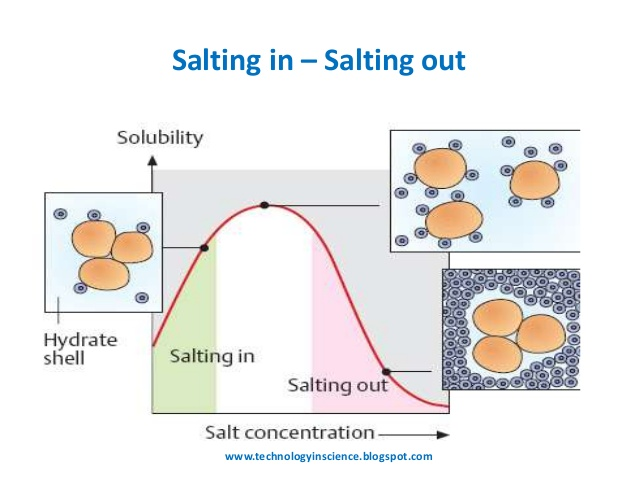 Salting in – Salting out
Solubility
Hydrate
shell
Salting in
Salting out
Salt concentration
www.technologyinscience.blogspot.com